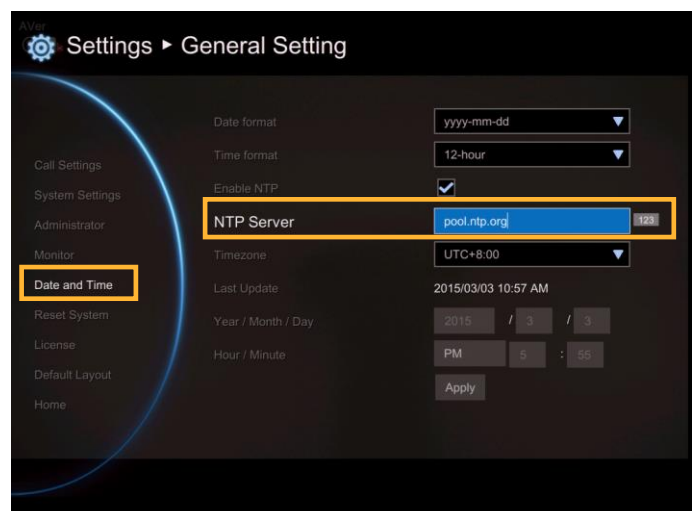 AVer
Settings ▸ General Setting
Date format yyyy-mm-dd
Time format 12-hour
Call Settings
Enable NTP
System Settings
NTP Server pool.ntp.org 123
Administrator
Monitor
Timezone UTC+8:00
Date and Time
Last Update 2015/03/03 10:57 AM
Reset System
Year / Month / Day 2015 / 3 / 3
License
Hour / Minute PM 5 : 55
Default Layout
Apply
Home